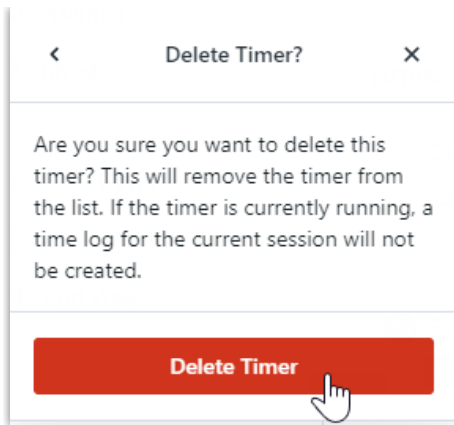 Delete Timer?
Are you sure you want to delete this
timer? This will remove the timer from
the list. If the timer is currently running, a
time log for the current session will not
be created.
Delete Timer